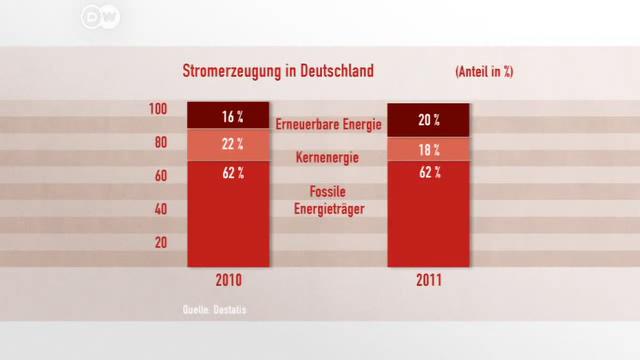 DW
Stromerzeugung in Deutschland
(Anteil in %)
100
80
60
40
20
16 %
22 %
62 %
Erneuerbare Energie
Kernenergie
Fossile
Energieträger
20 %
18 %
62 %
2010
2011
Quelle: Destatis